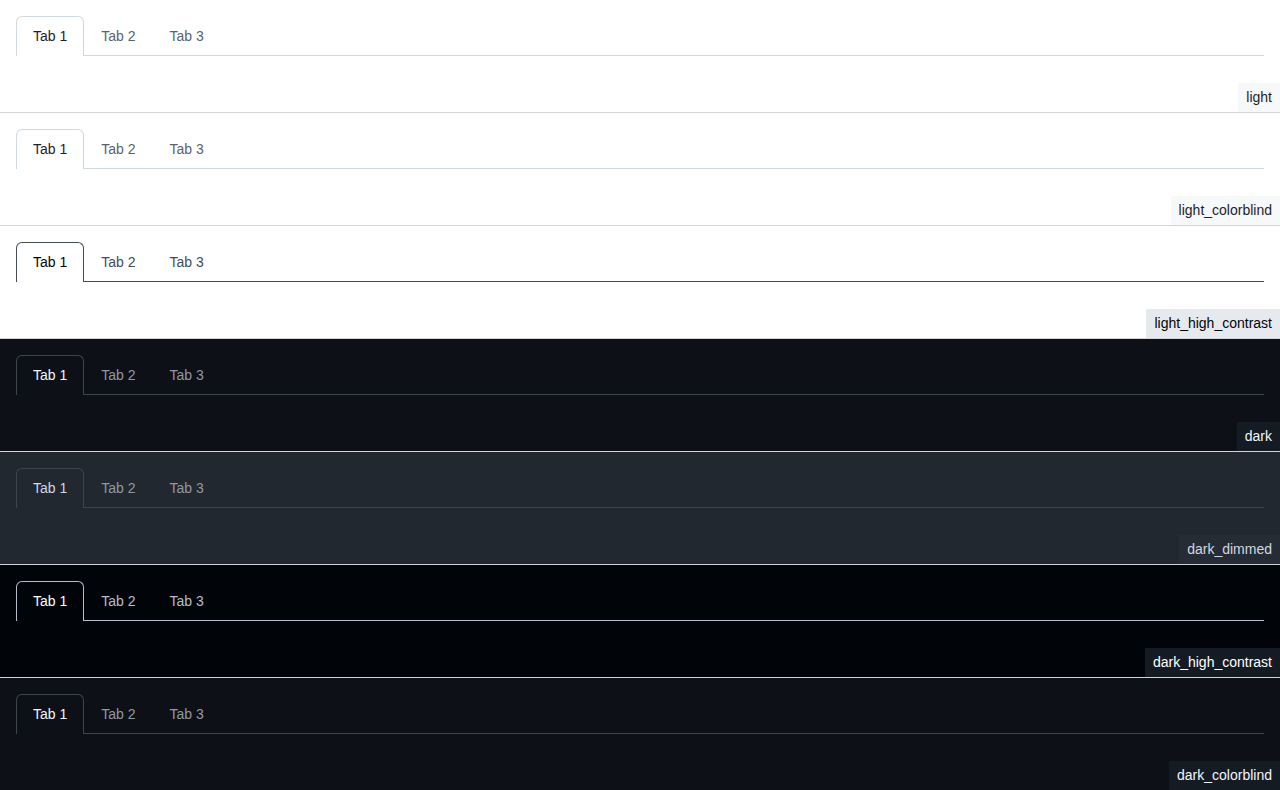 Tab 1 Tab 2 Tab 3
light
Tab 1 Tab 2 Tab 3
light_colorblind
Tab 1 Tab 2 Tab 3
light_high_contrast
Tab 1 Tab 2 Tab 3
dark
Tab 1 Tab 2 Tab 3
dark_dimmed
Tab 1 Tab 2 Tab 3
dark_high_contrast
Tab 1 Tab 2 Tab 3
dark_colorblind